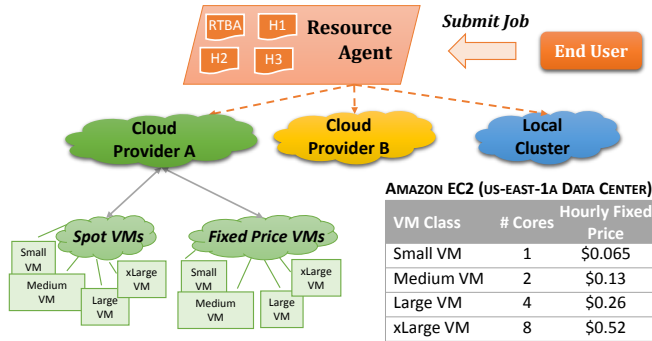 RTBA
H1
H2
H3
Resource
Agent
Submit Job
End User
Cloud
Provider A
Cloud
Provider B
Local
Cluster
Spot VMs
Small
VM
Medium
VM
Large
VM
xLarge
VM
Fixed Price VMs
Small
VM
Medium
VM
Large
VM
xLarge
VM
AMAZON EC2 (US-EAST-1A DATA CENTER)
VM Class # Cores Hourly Fixed
Price
Small VM 1 $0.065
Medium VM 2 $0.13
Large VM 4 $0.26
xLarge VM 8 $0.52